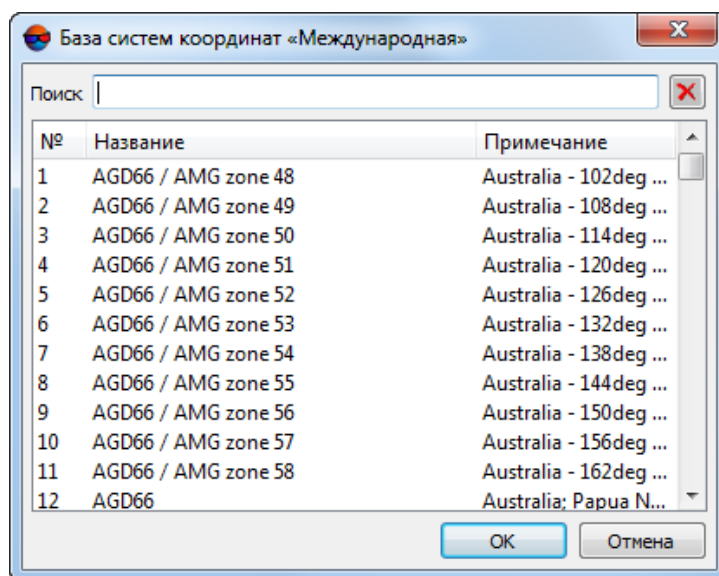 База систем координат «Международная»
Поиск
№ Название Примечание
1 AGD66 / AMG zone 48 Australia - 102deg ...
2 AGD66 / AMG zone 49 Australia - 108deg ...
3 AGD66 / AMG zone 50 Australia - 114deg ...
4 AGD66 / AMG zone 51 Australia - 120deg ...
5 AGD66 / AMG zone 52 Australia - 126deg ...
6 AGD66 / AMG zone 53 Australia - 132deg ...
7 AGD66 / AMG zone 54 Australia - 138deg ...
8 AGD66 / AMG zone 55 Australia - 144deg ...
9 AGD66 / AMG zone 56 Australia - 150deg ...
10 AGD66 / AMG zone 57 Australia - 156deg ...
11 AGD66 / AMG zone 58 Australia - 162deg ...
12 AGD66 Australia; Papua N...
OK Отмена